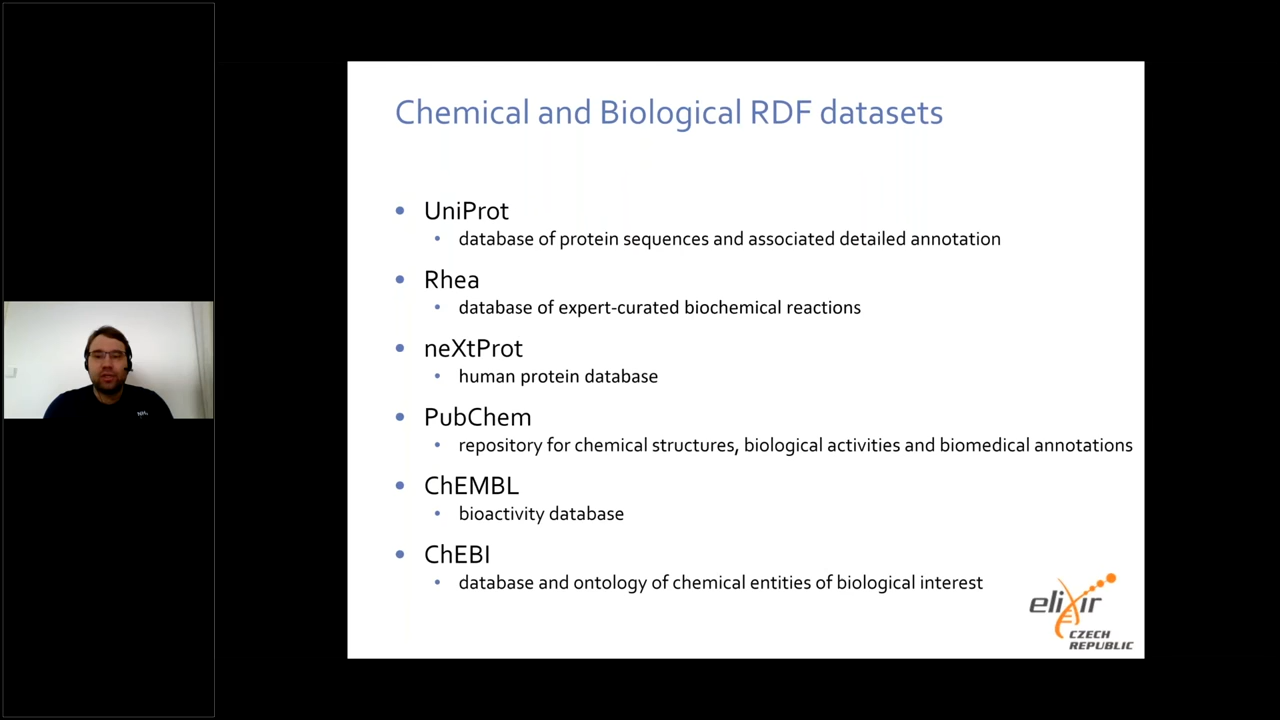 Chemical and Biological RDF datasets
UniProt
database of protein sequences and associated detailed annotation
Rhea
database of expert-curated biochemical reactions
neXtProt
human protein database
PubChem
repository for chemical structures, biological activities and biomedical annotations
ChEMBL
bioactivity database
ChEBI
database and ontology of chemical entities of biological interest
elixir
CZECH
REPUBLIC